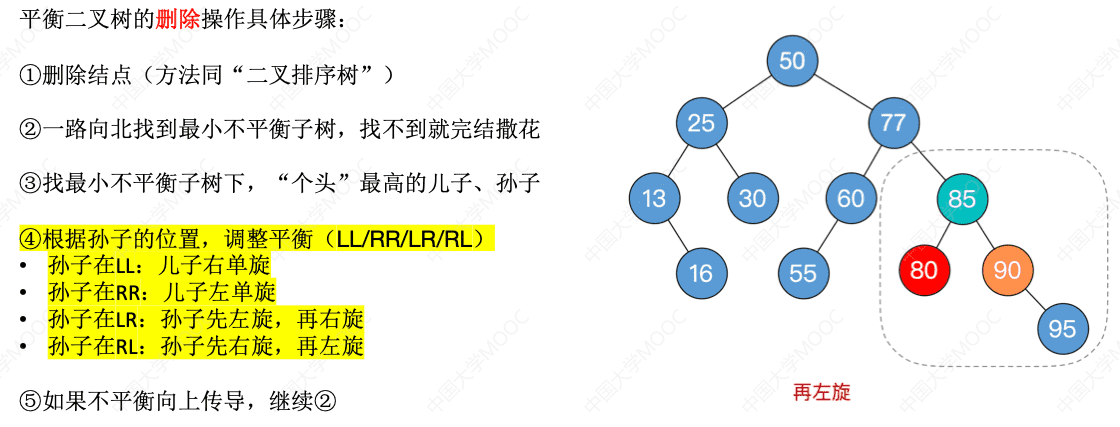 平衡二叉树的删除操作具体步骤：
①删除结点（方法同“二叉排序树”）
②一路向北找到最小不平衡子树，找不到就完结撒花
③找最小不平衡子树下，“个头”最高的儿子、孙子
④根据孙子的位置，调整平衡（LL/RR/LR/RL）
• 孙子在LL：儿子右单旋
• 孙子在RR：儿子左单旋
• 孙子在LR：孙子先左旋，再右旋
• 孙子在RL：孙子先右旋，再左旋
⑤如果不平衡向上传导，继续②
50
25 77
13 30 60 85
16 55 80 90
95
再左旋
中国大学MOOC